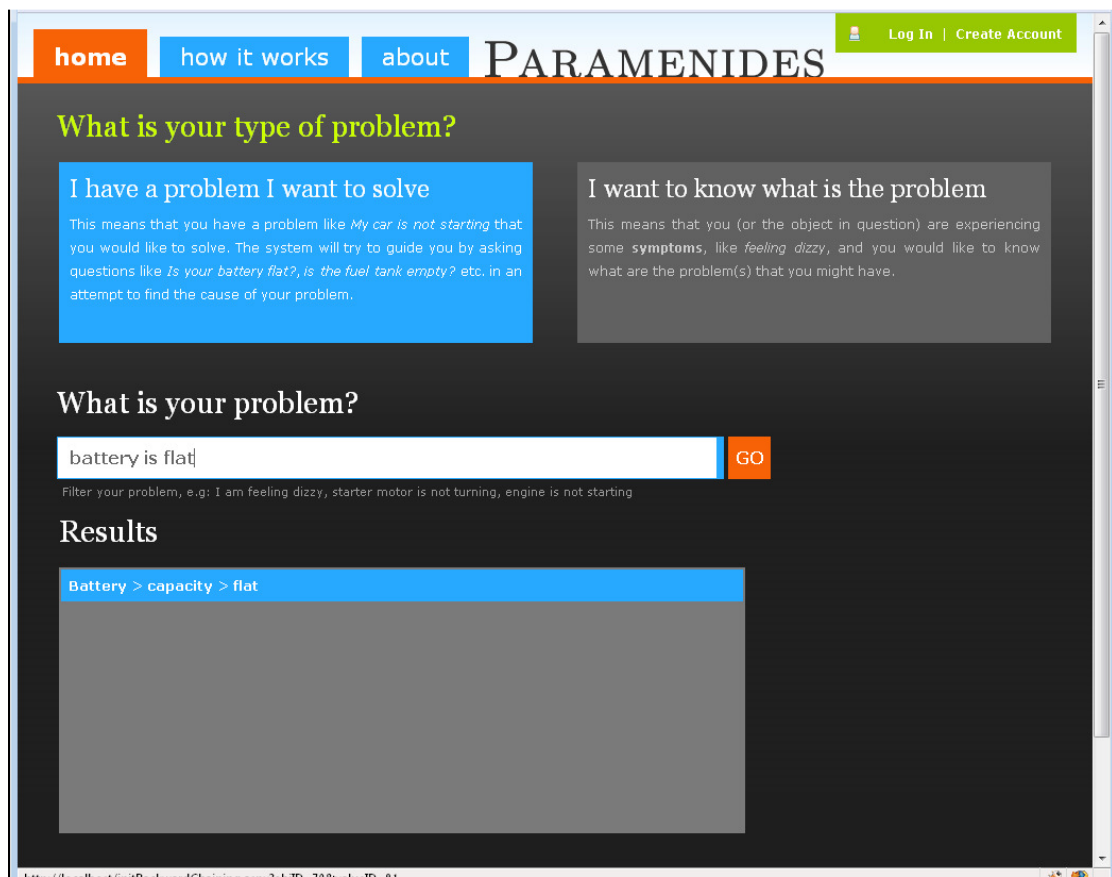 home
how it works
about
PARAMENIDES
Log In | Create Account
What is your type of problem?
I have a problem I want to solve
This means that you have a problem like My car is not starting that
you would like to solve. The system will try to guide you by asking
questions like Is your battery flat?, is the fuel tank empty? etc. in an
attempt to find the cause of your problem.
I want to know what is the problem
This means that you (or the object in question) are experiencing
some symptoms, like feeling dizzy, and you would like to know
what are the problem(s) that you might have.
What is your problem?
battery is flat
GO
Filter your problem, e.g: I am feeling dizzy, starter motor is not turning, engine is not starting
Results
Battery > capacity > flat